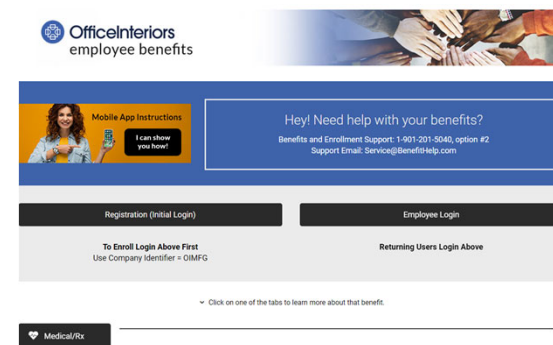 OfficeInteriors
employee benefits
Mobile App Instructions
I can show
you how!
Hey! Need help with your benefits?
Benefits and Enrollment Support: 1-901-201-5040, option #2
Support Email: Service@BenefitHelp.com
Registration (Initial Login)
Employee Login
To Enroll Login Above First
Use Company Identifier = OIMFG
Returning Users Login Above
Click on one of the tabs to learn more about that benefit.
Medical/Rx